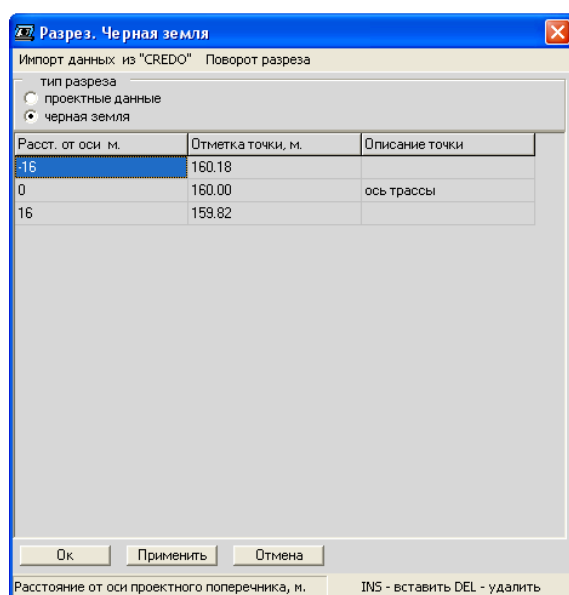 Разрез. Черная земля
Импорт данных из "CREDO" Поворот разреза
тип разреза
проектные данные
черная земля
Расст. от оси м. Отметка точки, м. Описание точки
-16 160.18
0 160.00 ось трассы
16 159.82
Ок Применить Отмена
Расстояние от оси проектного поперечника, м. INS - вставить DEL - удалить